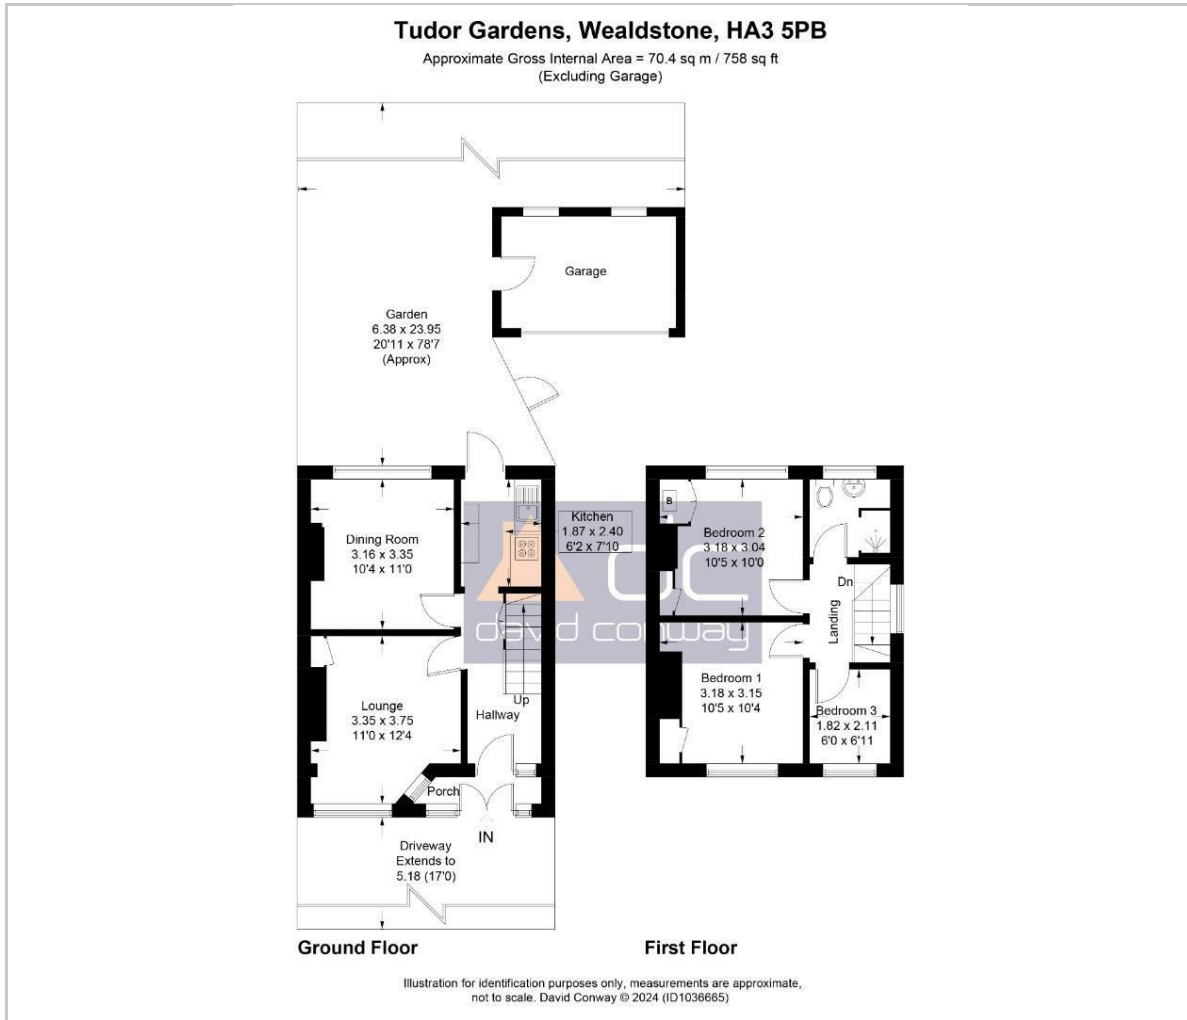 Tudor Gardens, Wealdstone, HA3 5PB
Approximate Gross Internal Area = 70.4 sq m / 758 sq ft
(Excluding Garage)
Garage
Garden
6.38 x 23.95
20'11 x 78'7
(Approx)
Dining Room
3.16 x 3.35
10'4 x 11'0
Kitchen
1.87 x 2.40
6'2 x 7'10
Lounge
3.35 x 3.75
11'0 x 12'4
Up
Hallway
Porch
IN
Driveway
Extends to
5.18 (17'0)
Ground Floor
B
Bedroom 2
3.18 x 3.04
10'5 x 10'0
Dn
Landing
Bedroom 1
3.18 x 3.15
10'5 x 10'4
Bedroom 3
1.82 x 2.11
6'0 x 6'11
First Floor
DC
david conway
Illustration for identification purposes only, measurements are approximate,
not to scale. David Conway © 2024 (ID1036665)